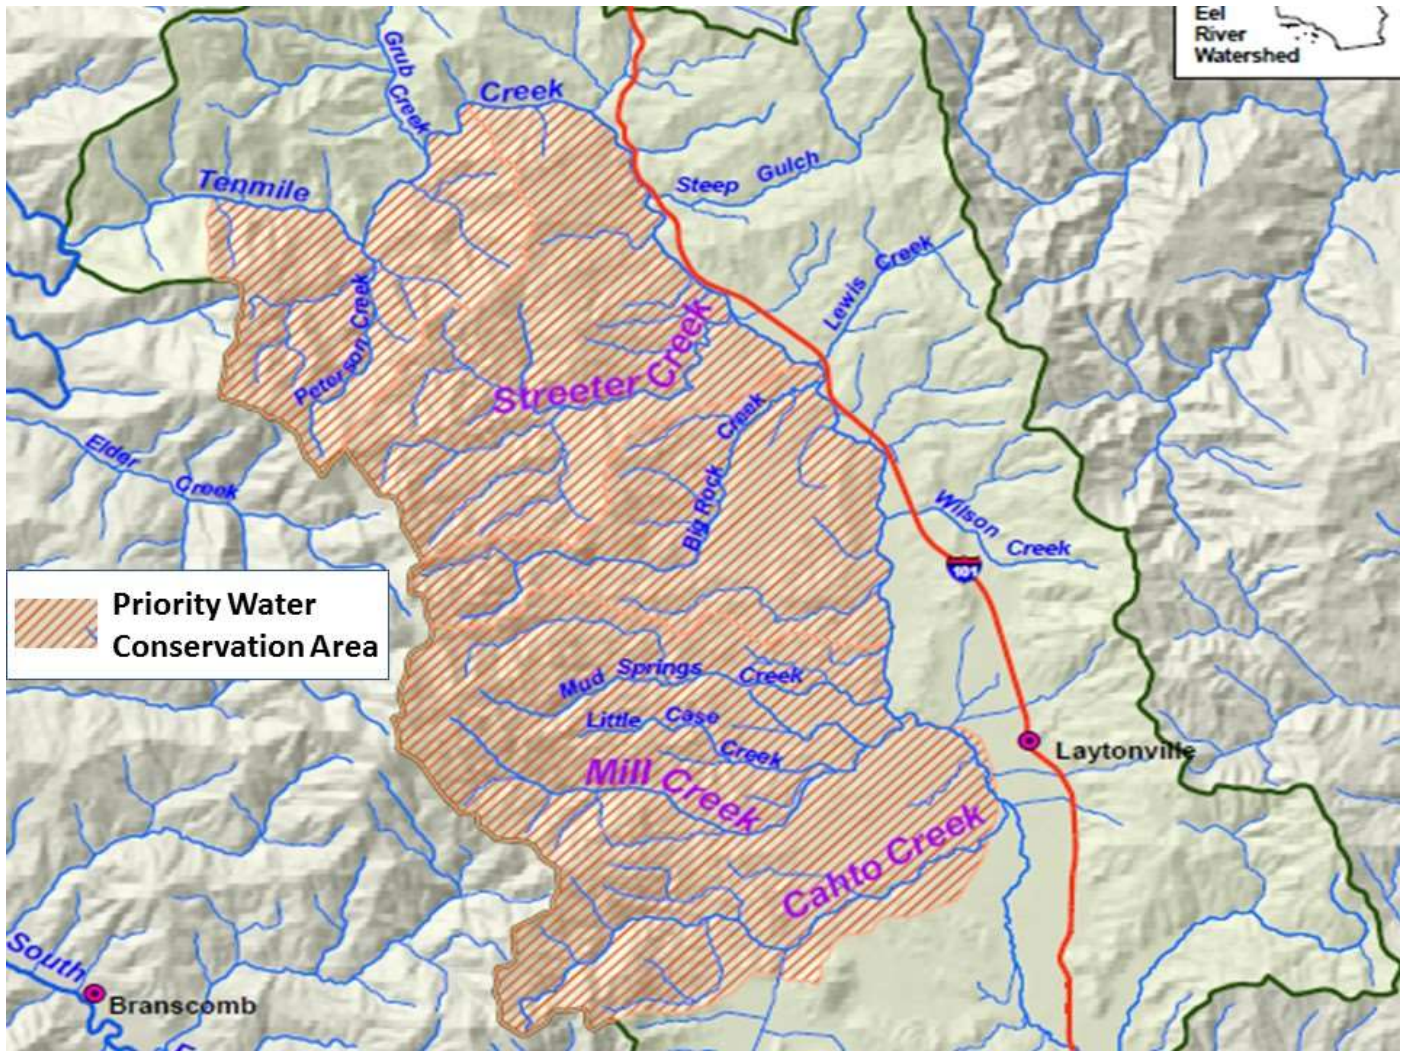 Eel
River
Watershed
Grub Creek
Creek
Tenmile
Steep Gulch
Lewis Creek
Peterson Creek
Streeter Creek
Big Rock Creek
Elder Creek
Wilson Creek
101
Priority Water
Conservation Area
Mud Springs Creek
Little Case Creek
Mill Creek
Laytonville
Cahto Creek
South
Branscomb